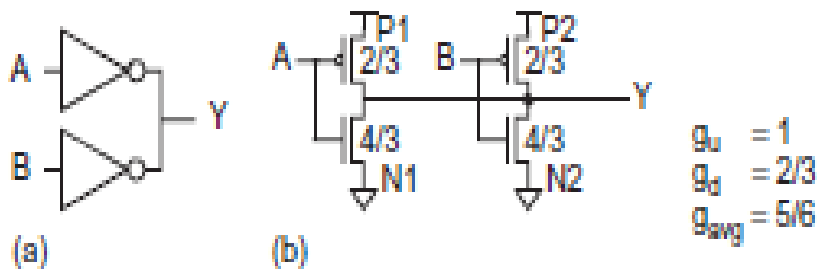 A
B
Y
(a)
P1
P2
A
2/3
B
2/3
Y
4/3
4/3
N1
N2
(b)
gu = 1
gd = 2/3
gavg = 5/6